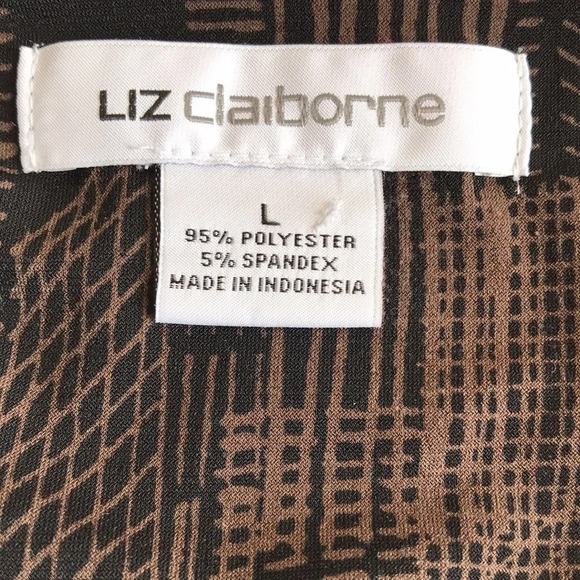 LIZ claiborne
L
95% POLYESTER
5% SPANDEX
MADE IN INDONESIA